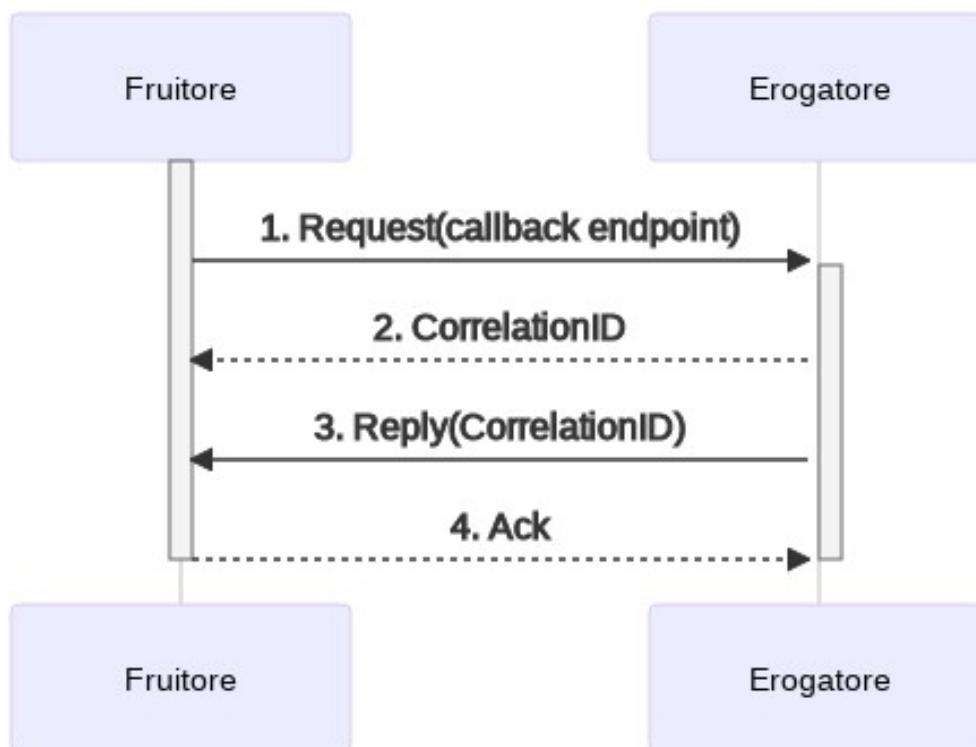 Fruitore Erogatore
1. Request(callback endpoint)
2. CorrelationID
3. Reply(CorrelationID)
4. Ack
Fruitore Erogatore